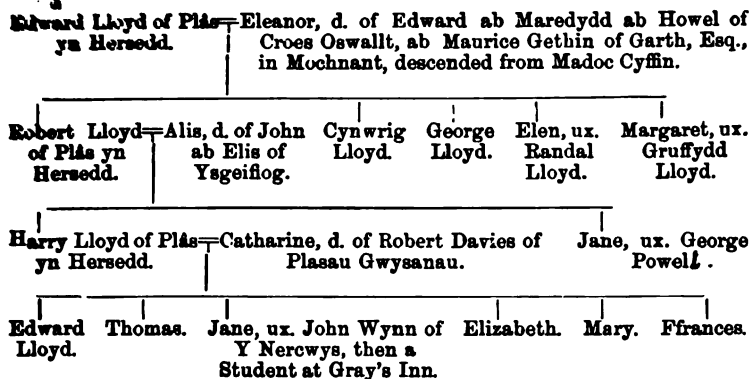 Edward Lloyd of Plâs=Eleanor, d. of Edward ab Maredydd ab Howel of
yn Hersedd. Croes Oswallt, ab Maurice Gethin of Garth, Esq.,
in Mochnant, descended from Madoc Cyffin.
Robert Lloyd=Alis, d. of John Cynwrig George Elen, ux. Margaret, ux.
of Plâs yn ab Elis of Lloyd. Lloyd. Randal Gruffydd
Hersedd. Ysgeifiog. Lloyd. Lloyd.
Harry Lloyd of Plâs=Catharine, d. of Robert Davies of Jane, ux. George
yn Hersedd. Plasau Gwysanau. Powell.
Edward Thomas. Jane, ux. John Wynn of Elizabeth. Mary. Ffrances.
Lloyd. Y Nercwys, then a
Student at Gray's Inn.